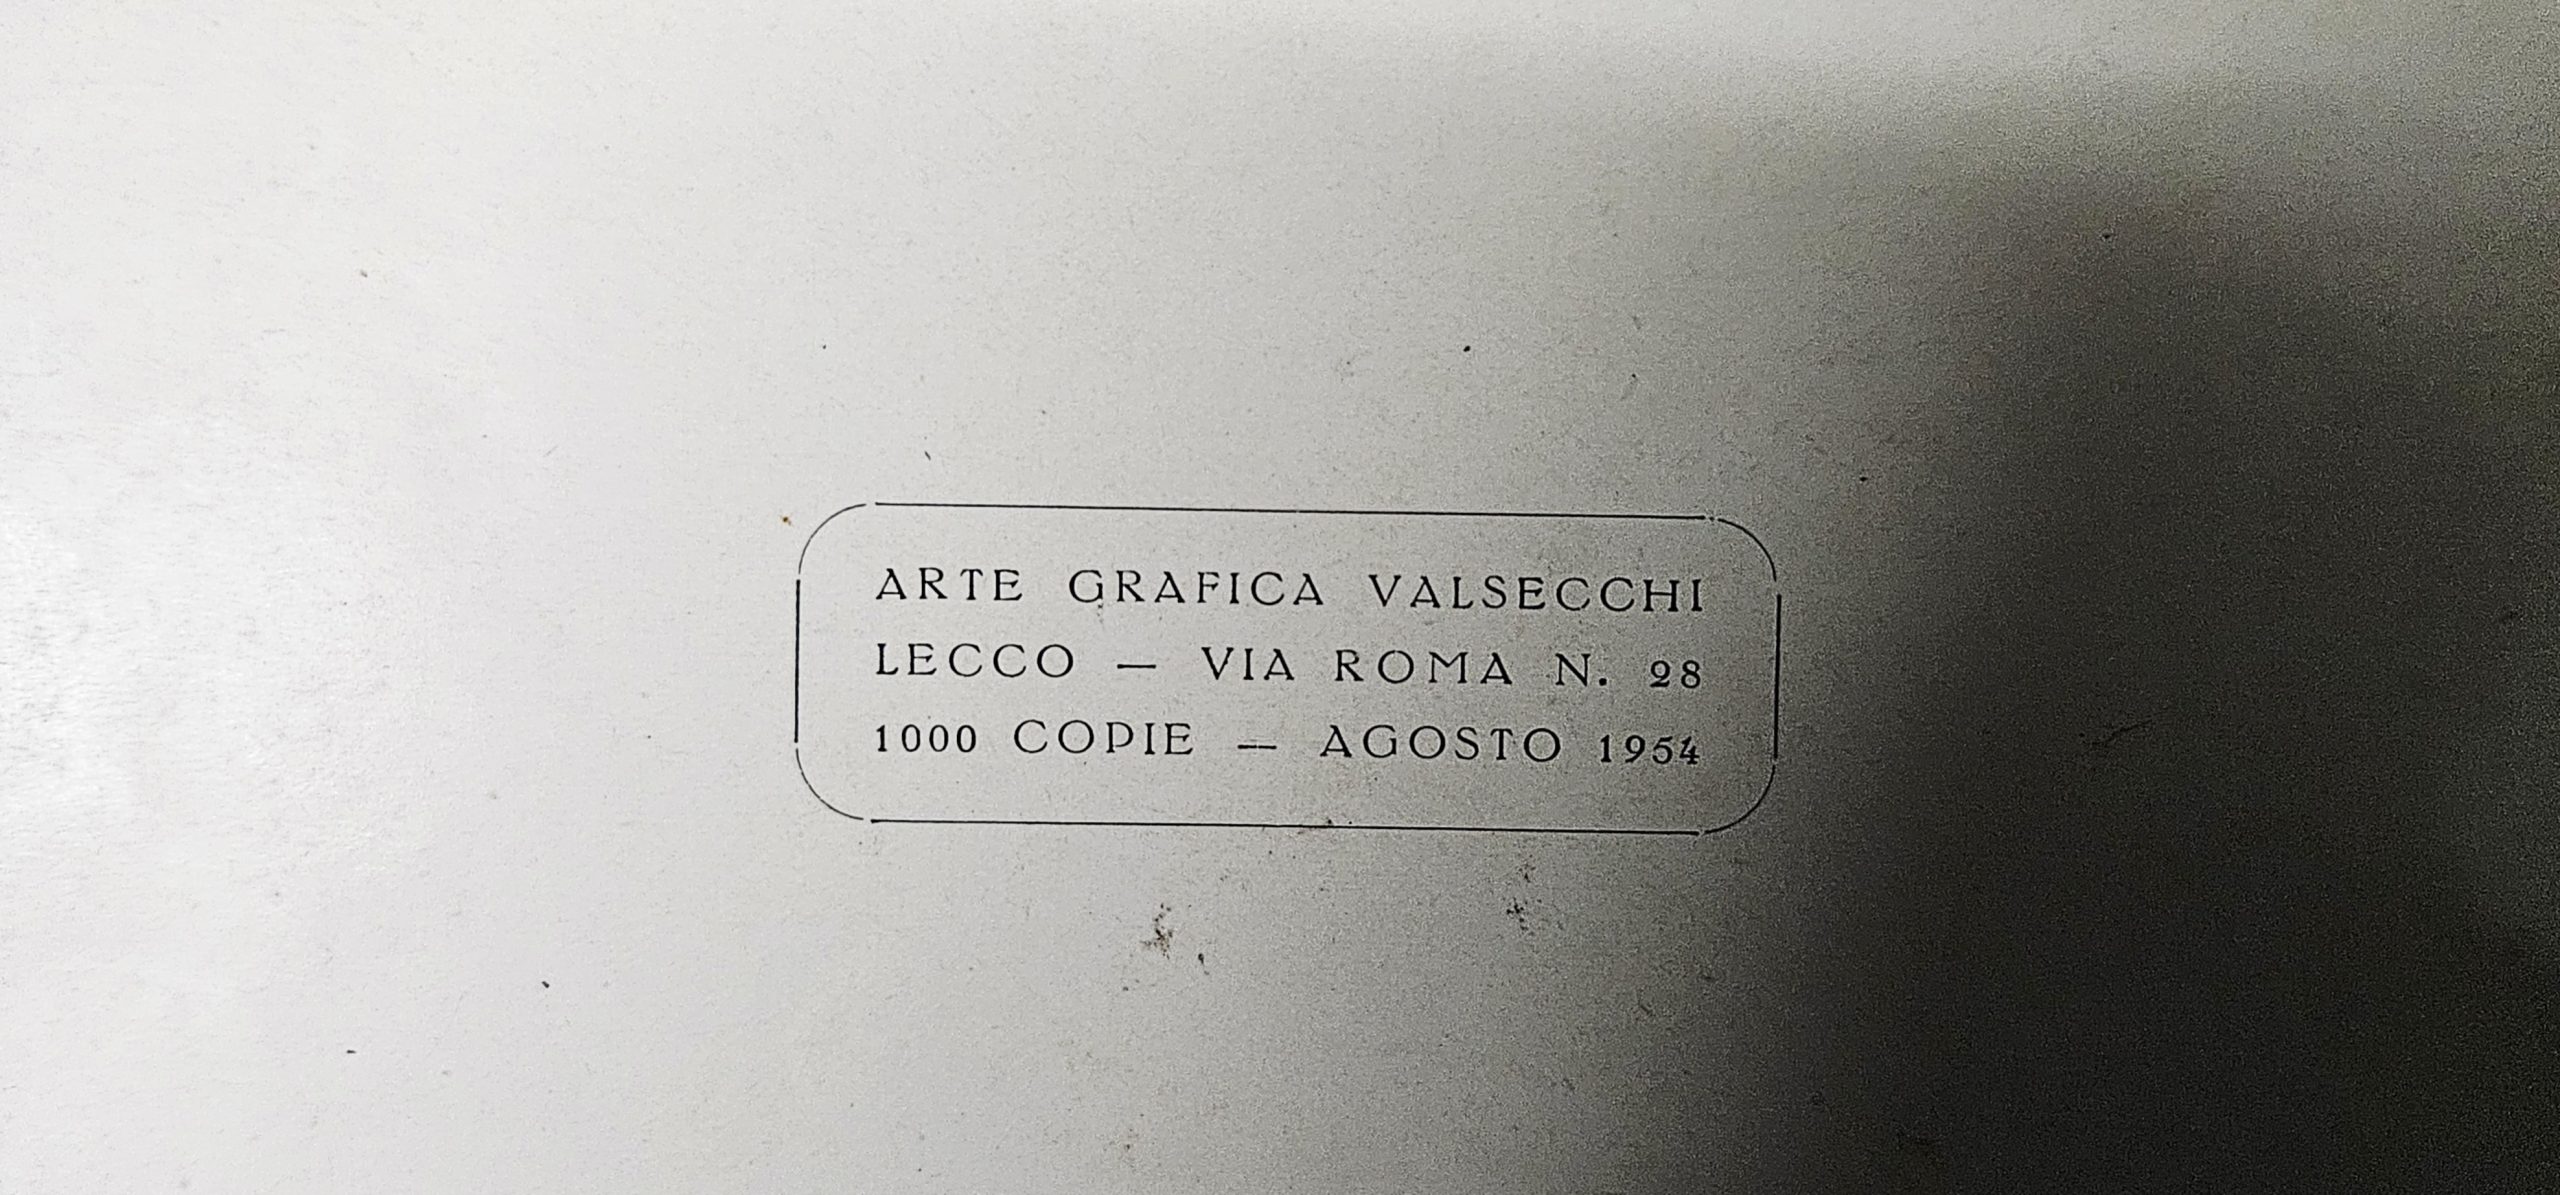 ARTE GRAFICA VALSECCHI
LECCO — VIA ROMA N. 28
1000 COPIE — AGOSTO 1954